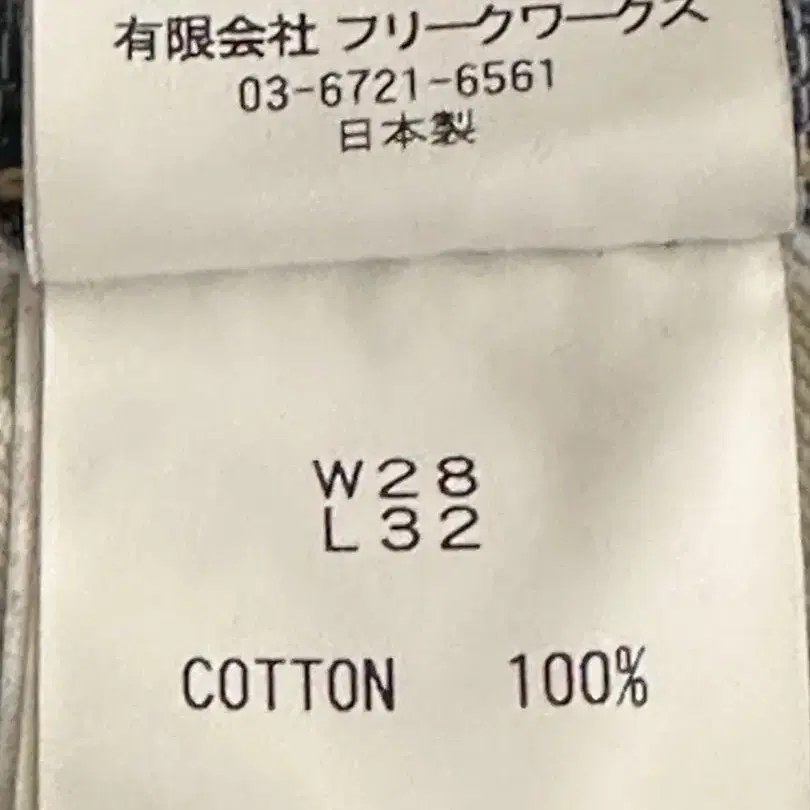 有限会社 フリークワークス
03-6721-6561
日本製
W28
L32
COTTON 100%